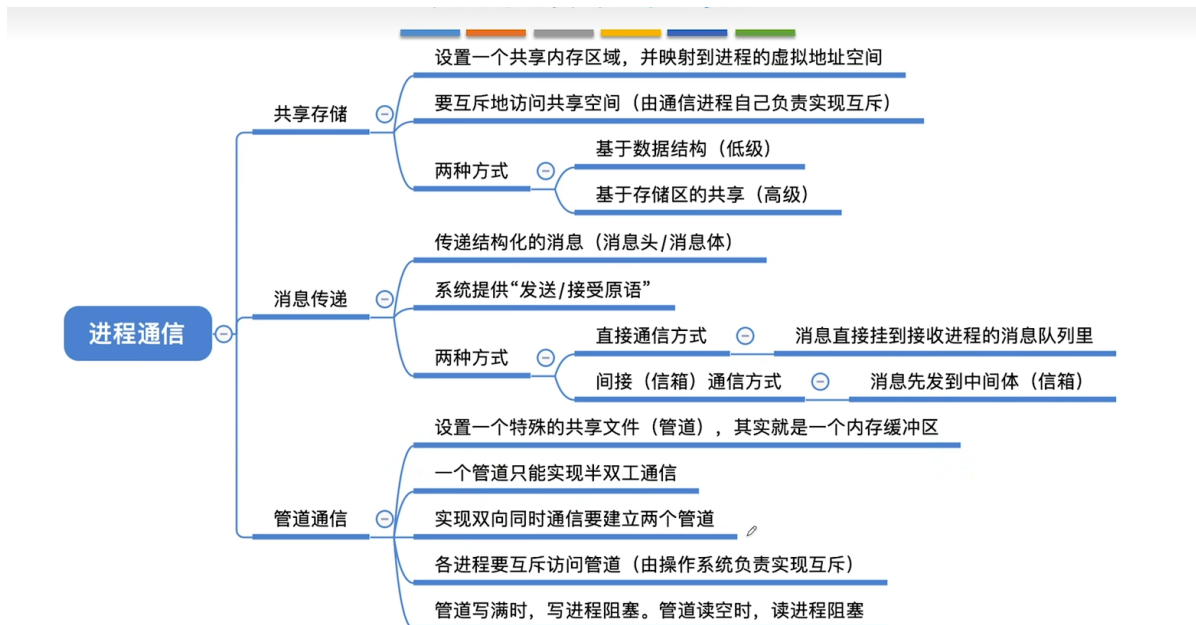 进程通信
共享存储
设置一个共享内存区域，并映射到进程的虚拟地址空间
要互斥地访问共享空间（由通信进程自己负责实现互斥）
两种方式
基于数据结构（低级）
基于存储区的共享（高级）
消息传递
传递结构化的消息（消息头/消息体）
系统提供“发送/接受原语”
两种方式
直接通信方式
消息直接挂到接收进程的消息队列里
间接（信箱）通信方式
消息先发到中间体（信箱）
管道通信
设置一个特殊的共享文件（管道），其实就是一个内存缓冲区
一个管道只能实现半双工通信
实现双向同时通信要建立两个管道
各进程要互斥访问管道（由操作系统负责实现互斥）
管道写满时，写进程阻塞。管道读空时，读进程阻塞